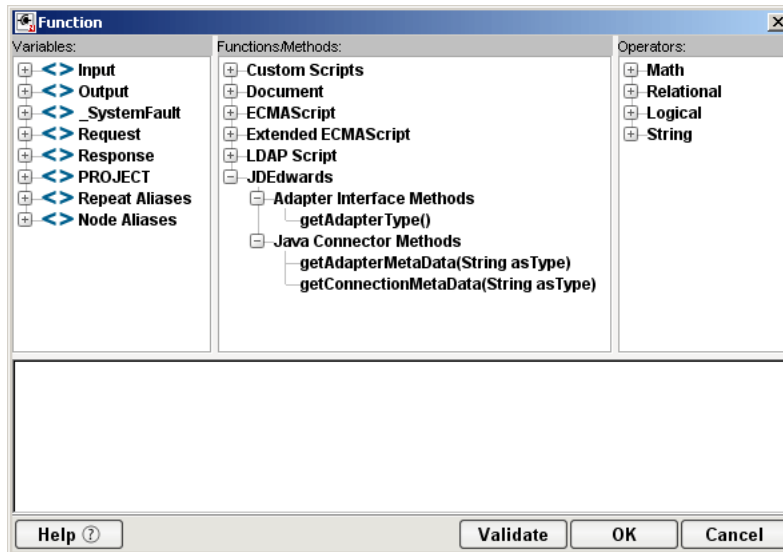 Function
Variables:
Input
Output
_SystemFault
Request
Response
PROJECT
Repeat Aliases
Node Aliases
Functions/Methods:
Custom Scripts
Document
ECMAScript
Extended ECMAScript
LDAP Script
JDEdwards
Adapter Interface Methods
getAdapterType()
Java Connector Methods
getAdapterMetaData(String asType)
getConnectionMetaData(String asType)
Operators:
Math
Relational
Logical
String
Help ?
Validate
OK
Cancel